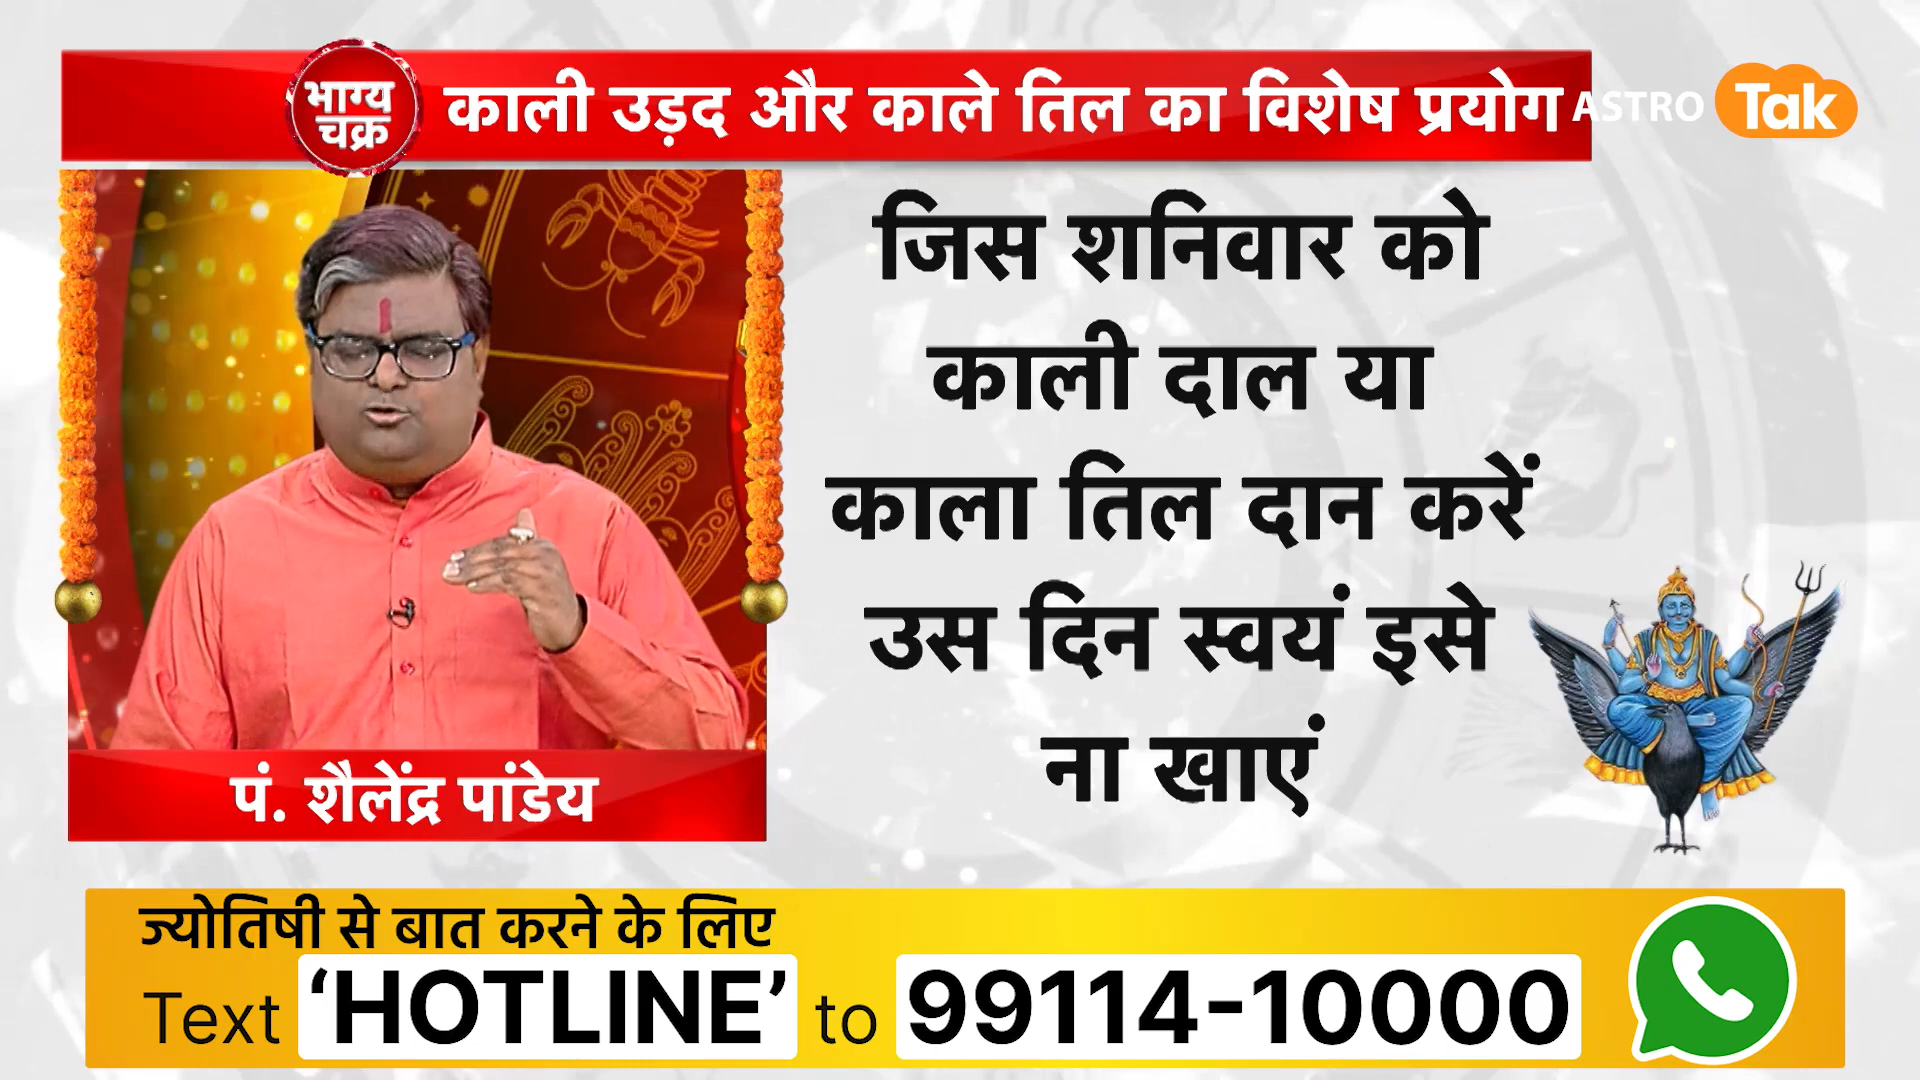 भाग्य
चक्र
काली उड़द और काले तिल का विशेष प्रयोग
ASTRO Tak
जिस शनिवार को
काली दाल या
काला तिल दान करें
उस दिन स्वयं इसे
ना खाएं
पं. शैलेंद्र पांडेय
ज्योतिषी से बात करने के लिए
Text ‘HOTLINE’ to 99114-10000